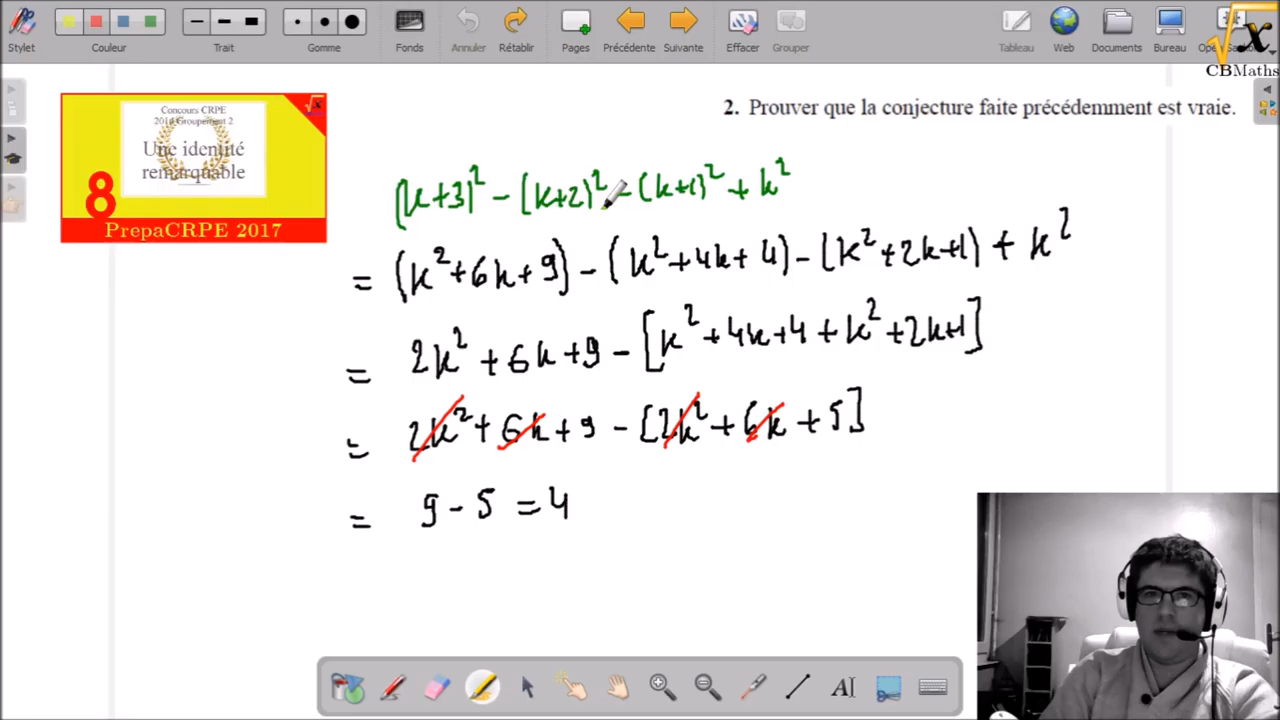 Stylet Couleur Trait Gomme Fonds Annuler Rétablir Pages Précédente Suivante Effacer Grouper Tableau Web Documents Bureau
√x
CBMaths
Concours CRPE
Une identité
remarquable
8
PrepaCRPE 2017
2. Prouver que la conjecture faite précédemment est vraie.
(k+3)² - (k+2)² - (k+1)² + k²
= (k²+6k+9) - (k²+4k+4) - (k²+2k+1) + k²
= 2k² + 6k+9 - [k²+4k+4+k²+2k+1]
= 2k²+6k+9 - [2k²+6k+5]
= 9-5 = 4
AI